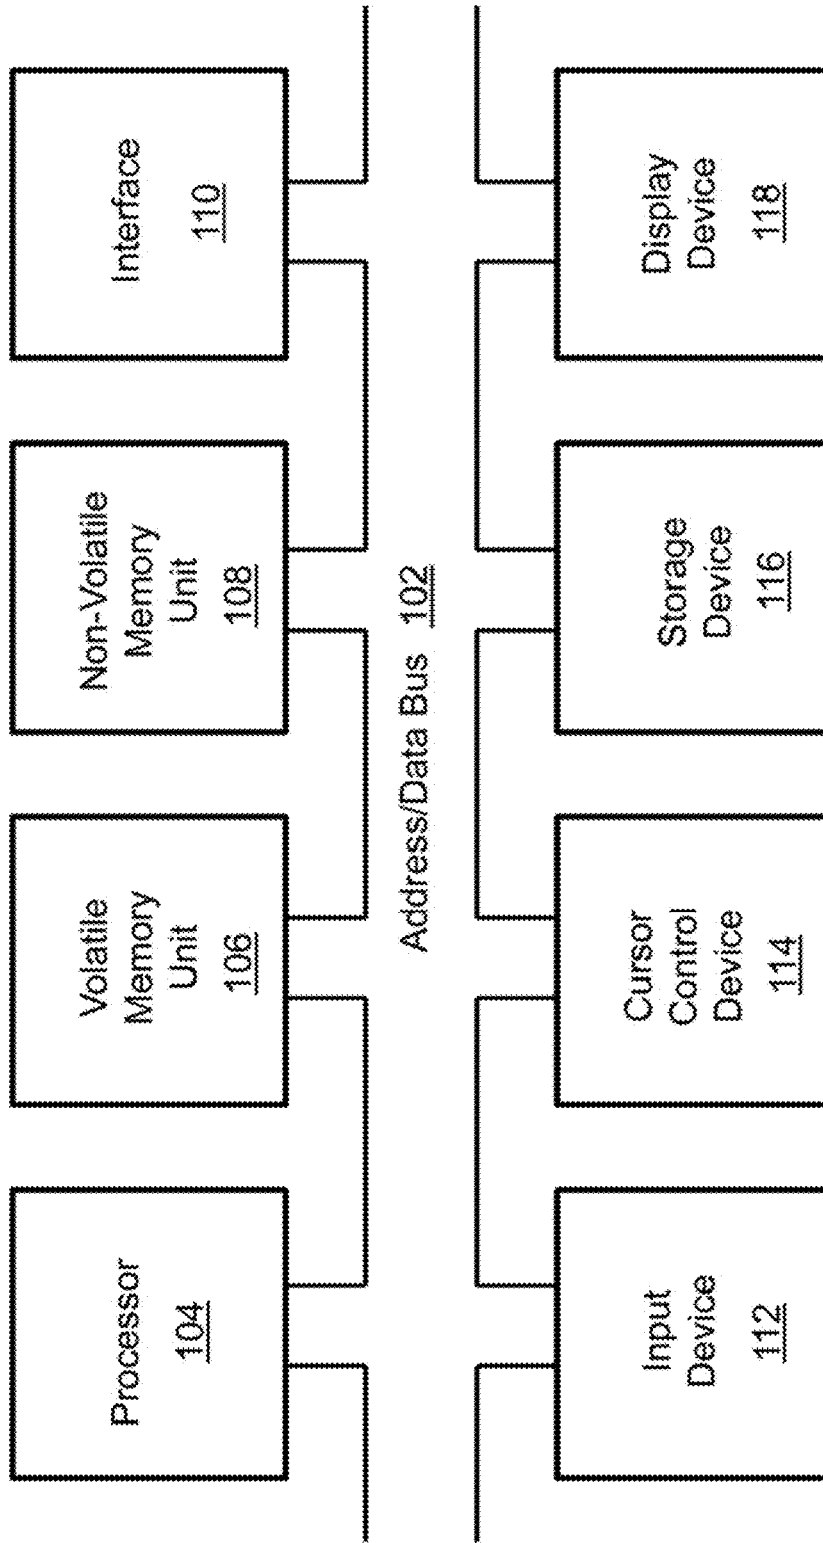 Processor
104
Volatile
Memory
Unit
106
Non-Volatile
Memory
Unit
108
Interface
110
Address/Data Bus 102
Input
Device
112
Cursor
Control
Device
114
Storage
Device
116
Display
Device
118